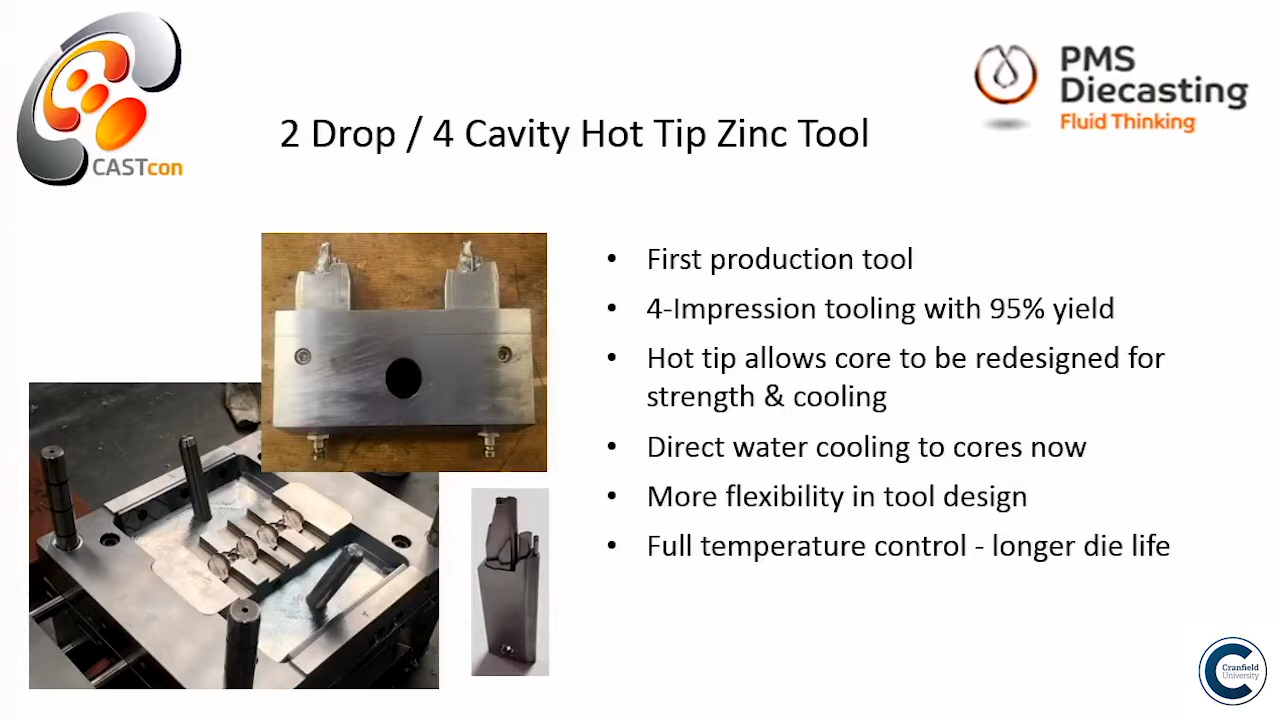 CASTcon
PMS
Diecasting
Fluid Thinking
2 Drop / 4 Cavity Hot Tip Zinc Tool
• First production tool
• 4-Impression tooling with 95% yield
• Hot tip allows core to be redesigned for
strength & cooling
• Direct water cooling to cores now
• More flexibility in tool design
• Full temperature control - longer die life
Cranfield
University